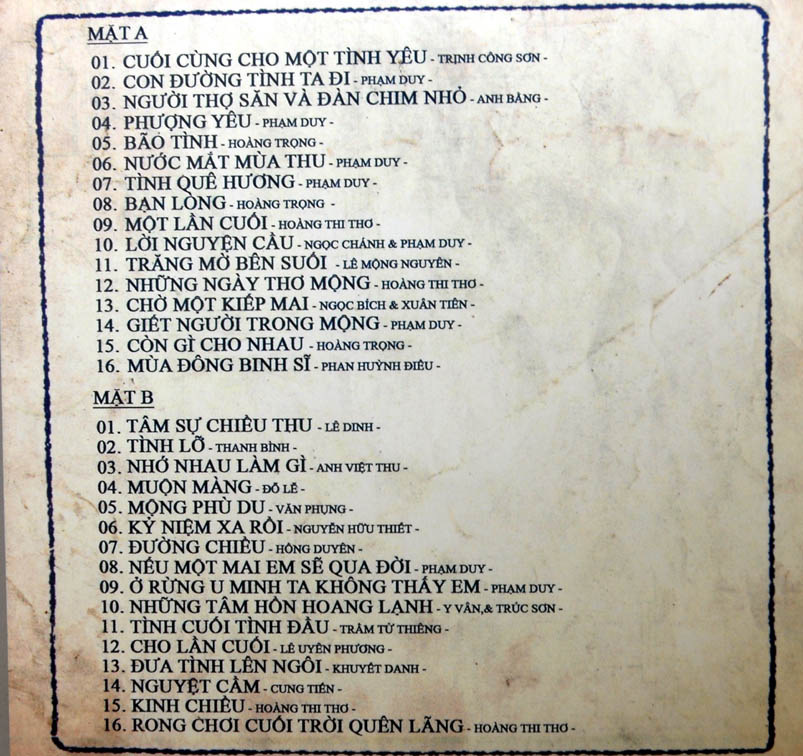 MẶT A
01. CUỐI CÙNG CHO MỘT TÌNH YÊU - TRỊNH CÔNG SƠN -
02. CON ĐƯỜNG TÌNH TA ĐI - PHẠM DUY -
03. NGƯỜI THỢ SĂN VÀ ĐÀN CHIM NHỎ - ANH BẰNG -
04. PHƯỢNG YÊU - PHẠM DUY -
05. BÃO TÌNH - HOÀNG TRỌNG -
06. NƯỚC MẮT MÙA THU - PHẠM DUY -
07. TÌNH QUÊ HƯƠNG - PHẠM DUY -
08. BẠN LÒNG - HOÀNG TRỌNG -
09. MỘT LẦN CUỐI - HOÀNG THI THƠ -
10. LỜI NGUYỆN CẦU - NGỌC CHÁNH & PHẠM DUY -
11. TRĂNG MỜ BÊN SUỐI - LÊ MỘNG NGUYÊN -
12. NHỮNG NGÀY THƠ MỘNG - HOÀNG THI THƠ -
13. CHỜ MỘT KIẾP MAI - NGỌC BÍCH & XUÂN TIÊN -
14. GIẾT NGƯỜI TRONG MỘNG - PHẠM DUY -
15. CÒN GÌ CHO NHAU - HOÀNG TRỌNG -
16. MÙA ĐÔNG BINH SĨ - PHAN HUỲNH ĐIỂU -
MẶT B
01. TÂM SỰ CHIỀU THU - LÊ DINH -
02. TÌNH LỠ - THANH BÌNH -
03. NHỚ NHAU LÀM GÌ - ANH VIỆT THU -
04. MUỘN MÀNG - ĐỖ LỄ -
05. MỘNG PHÙ DU - VĂN PHỤNG -
06. KỶ NIỆM XA RỒI - NGUYỄN HỮU THIẾT -
07. ĐƯỜNG CHIỀU - HỒNG DUYÊN -
08. NẾU MỘT MAI EM SẼ QUA ĐỜI - PHẠM DUY -
09. Ở RỪNG U MINH TA KHÔNG THẤY EM - PHẠM DUY -
10. NHỮNG TÂM HỒN HOANG LẠNH - Y VÂN,& TRÚC SƠN -
11. TÌNH CUỐI TÌNH ĐẦU - TRẦM TỬ THIÊNG -
12. CHO LẦN CUỐI - LÊ UYÊN PHƯƠNG -
13. ĐƯA TÌNH LÊN NGÔI - KHUYẾT DANH -
14. NGUYỆT CẦM - CUNG TIẾN -
15. KINH CHIỀU - HOÀNG THI THƠ -
16. RONG CHƠI CUỐI TRỜI QUÊN LÃNG - HOÀNG THI THƠ -